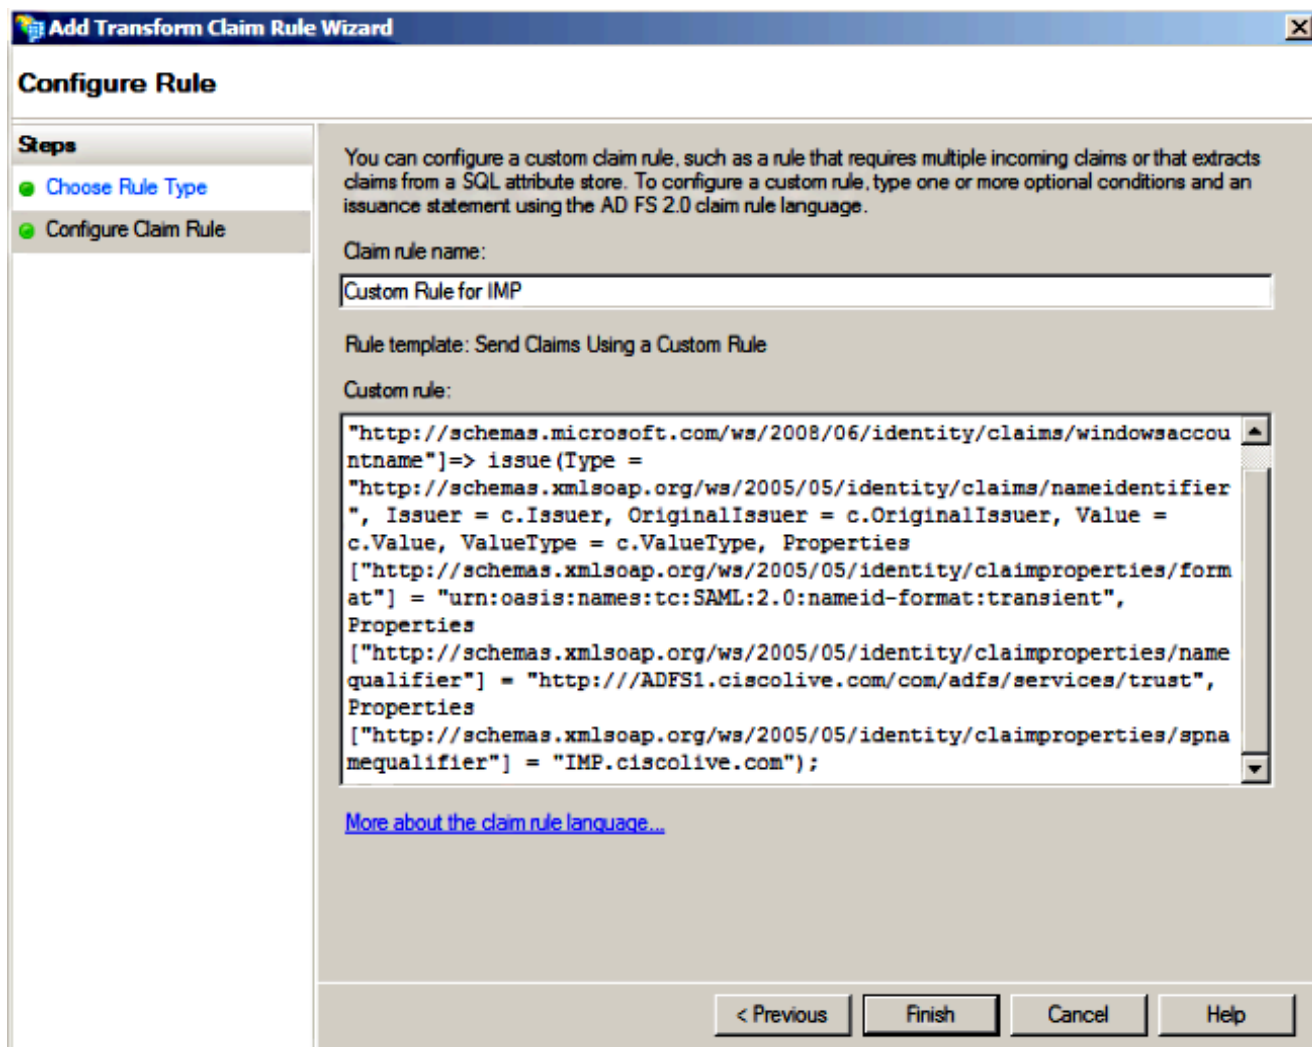 Add Transform Claim Rule Wizard
Configure Rule
Steps
Choose Rule Type
Configure Claim Rule
You can configure a custom claim rule, such as a rule that requires multiple incoming claims or that extracts
claims from a SQL attribute store. To configure a custom rule, type one or more optional conditions and an
issuance statement using the AD FS 2.0 claim rule language.
Claim rule name:
Custom Rule for IMP
Rule template: Send Claims Using a Custom Rule
Custom rule:
"http://schemas.microsoft.com/ws/2008/06/identity/claims/windowsaccou
ntname"]=> issue(Type =
"http://schemas.xmlsoap.org/ws/2005/05/identity/claims/nameidentifier
", Issuer = c.Issuer, OriginalIssuer = c.OriginalIssuer, Value =
c.Value, ValueType = c.ValueType, Properties
["http://schemas.xmlsoap.org/ws/2005/05/identity/claimproperties/form
at"] = "urn:oasis:names:tc:SAML:2.0:nameid-format:transient",
Properties
["http://schemas.xmlsoap.org/ws/2005/05/identity/claimproperties/name
qualifier"] = "http:///ADFS1.ciscolive.com/com/adfs/services/trust",
Properties
["http://schemas.xmlsoap.org/ws/2005/05/identity/claimproperties/spna
mequalifier"] = "IMP.ciscolive.com");
More about the claim rule language...
< Previous
Finish
Cancel
Help